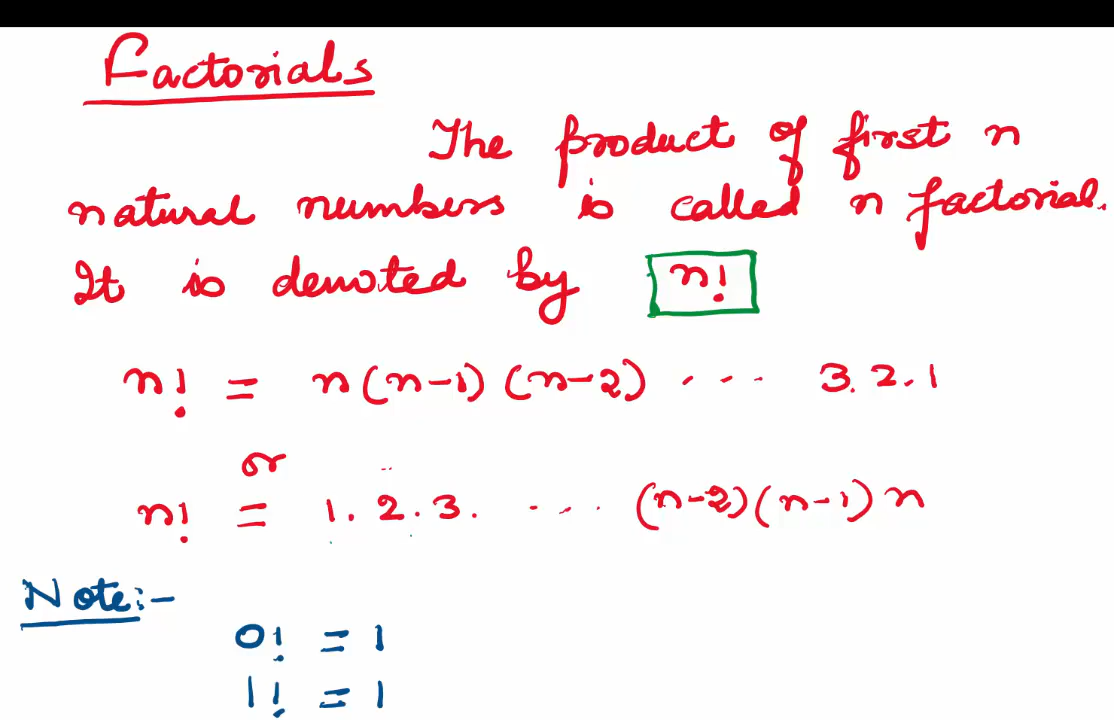 Factorials
The product of first n
natural numbers is called n factorial.
It is denoted by n!
n! = n(n-1)(n-2) ... 3.2.1
or
n! = 1.2.3. .... (n-2)(n-1)n
Note:-
0! = 1
1! = 1